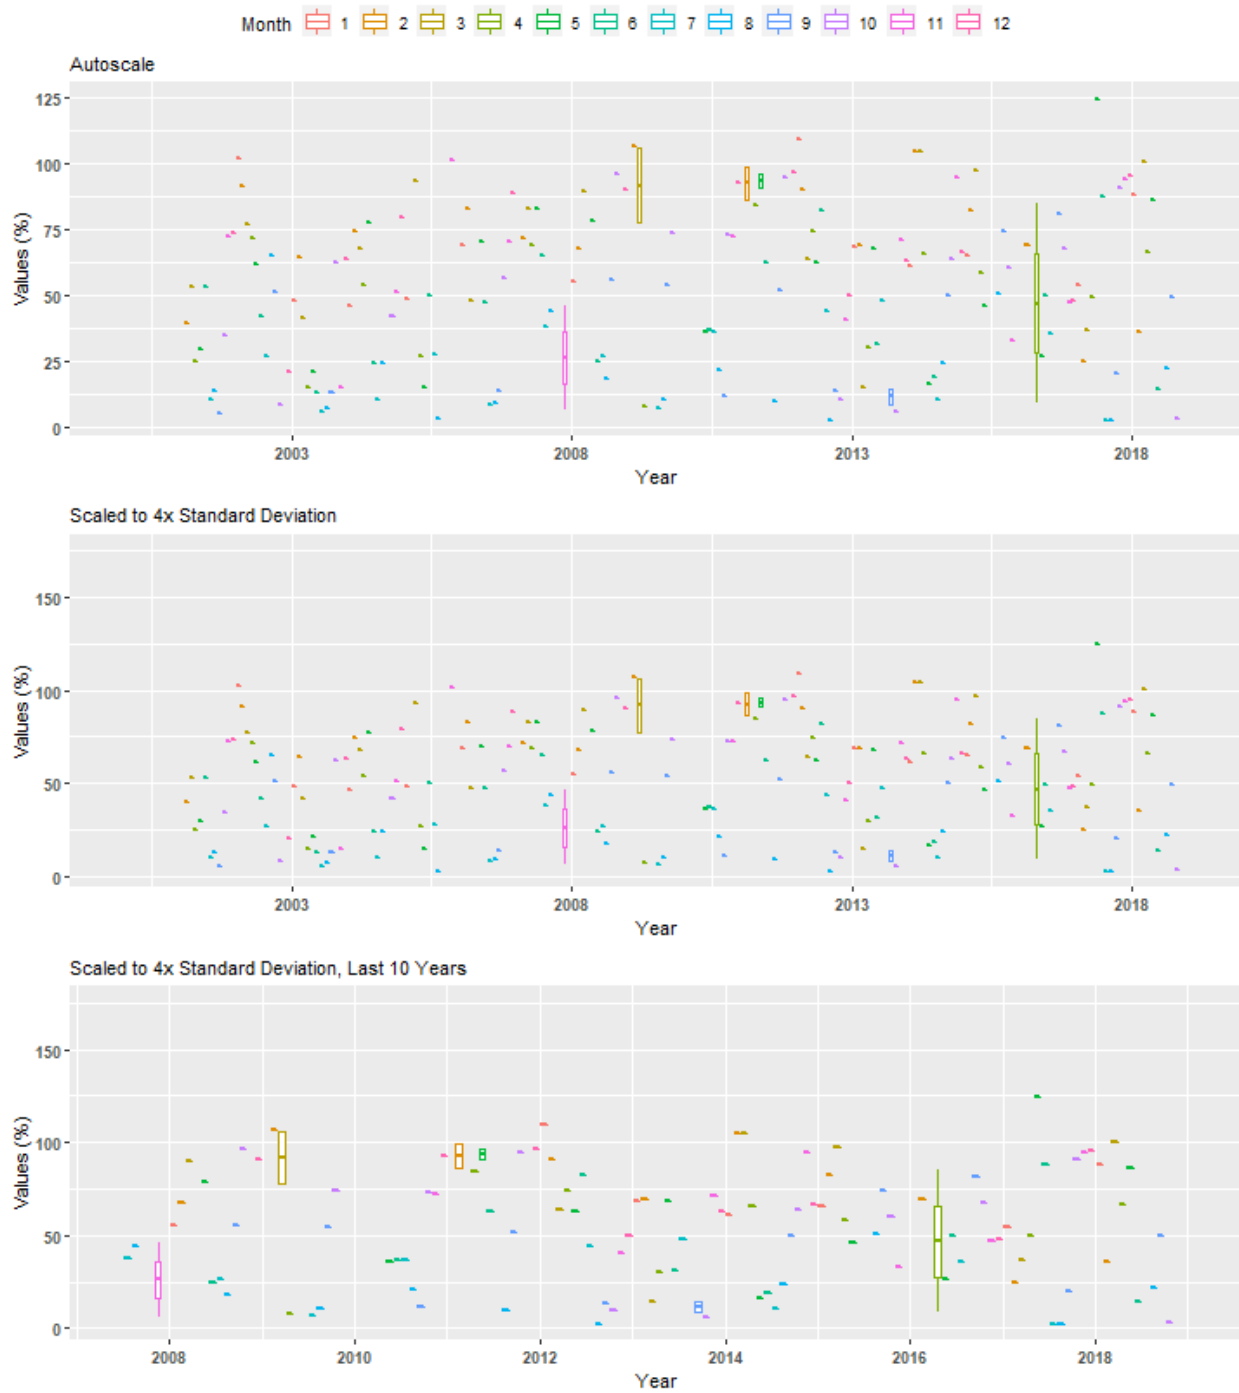 Month 1 2 3 4 5 6 7 8 9 10 11 12
Autoscale
Values (%)
125
100
75
50
25
0
2003 2008 2013 2018
Year
Scaled to 4x Standard Deviation
Values (%)
150
100
50
0
2003 2008 2013 2018
Year
Scaled to 4x Standard Deviation, Last 10 Years
Values (%)
150
100
50
0
2008 2010 2012 2014 2016 2018
Year